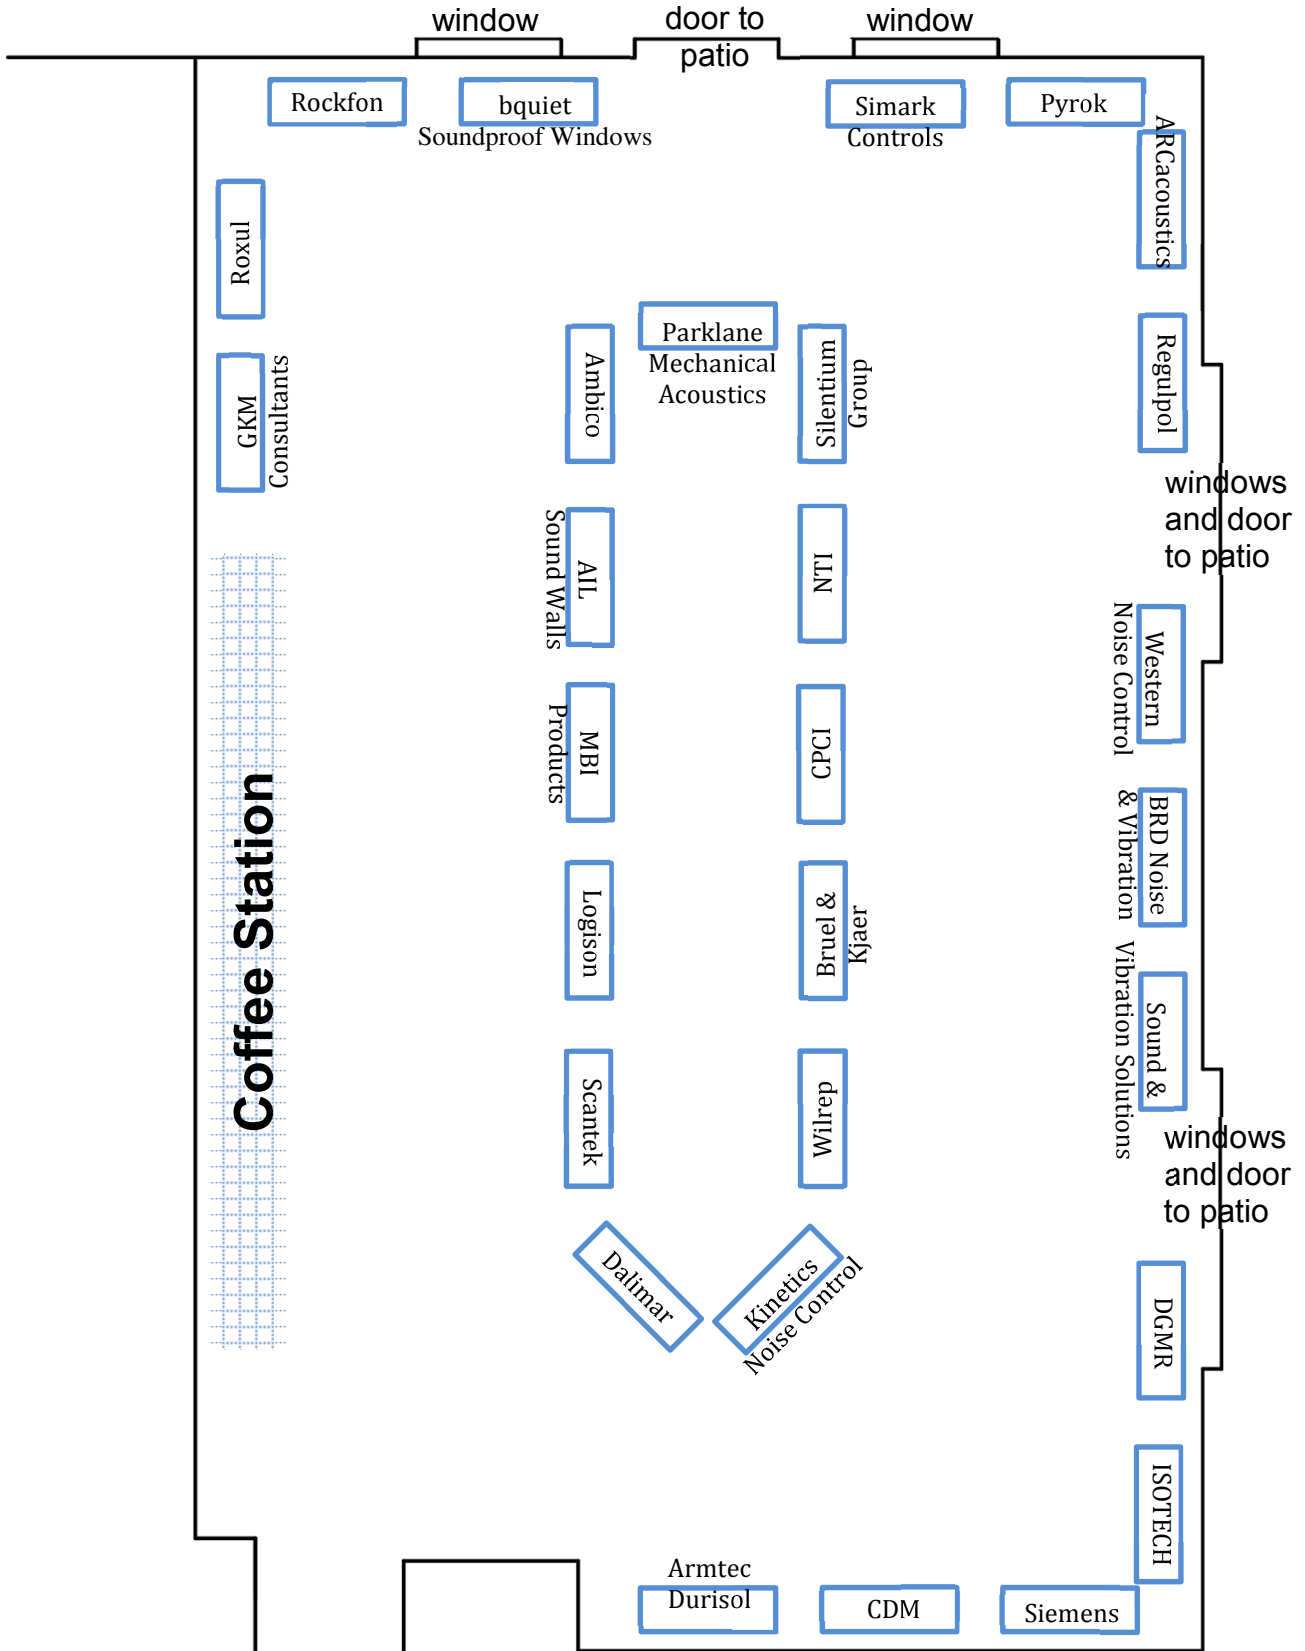 window
door to
patio
window
Rockfon
bquiet
Soundproof Windows
Simark
Controls
Pyrok
ARCacoustics
Roxul
GKM
Consultants
Ambico
Parklane
Mechanical
Acoustics
Silentium
Group
Regulpol
windows
and door
to patio
AIL
Sound Walls
NTI
Western
Noise Control
MBI
Products
CPCI
BRD Noise
& Vibration
Coffee Station
Logison
Bruel &
Kjaer
Sound &
Vibration Solutions
Scantek
Wilrep
windows
and door
to patio
Dalimar
Kinetics
Noise Control
DGMR
ISOTECH
Armtec
Durisol
CDM
Siemens